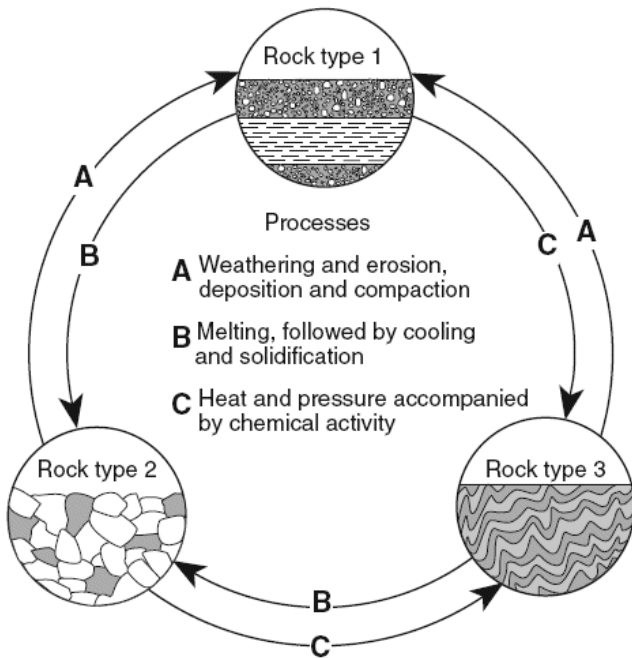 Rock type 1
A
B
C
A
Processes
A Weathering and erosion,
deposition and compaction
B Melting, followed by cooling
and solidification
C Heat and pressure accompanied
by chemical activity
Rock type 2
Rock type 3
B
C